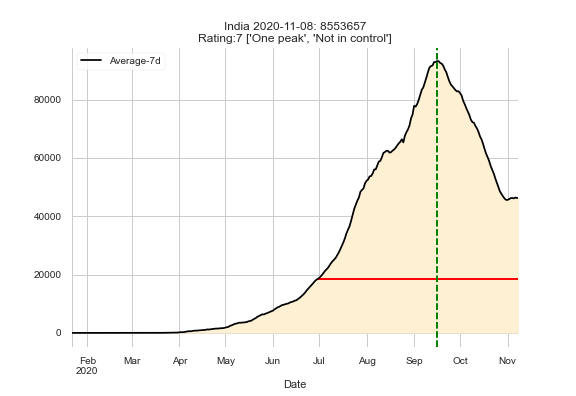 India 2020-11-08: 8553657
Rating:7 ['One peak', 'Not in control']
Average-7d
80000
60000
40000
20000
0
Feb Mar Apr May Jun Jul Aug Sep Oct Nov
2020
Date